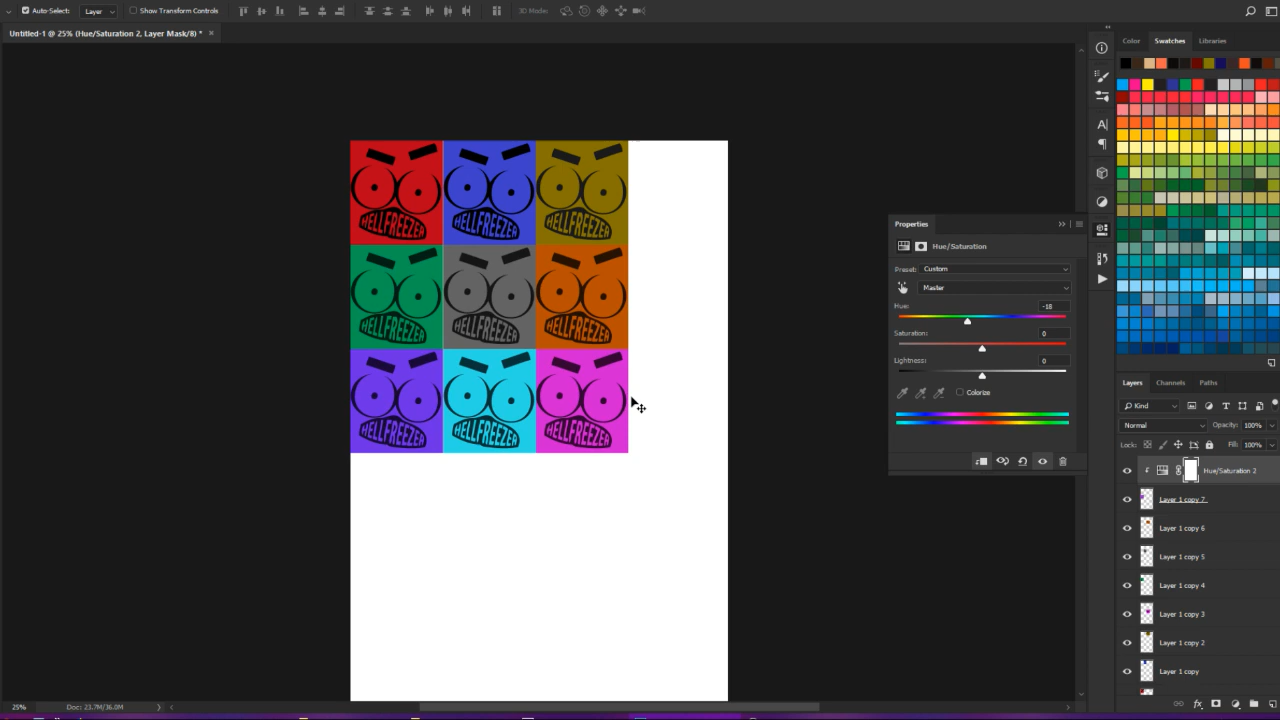 Auto-Select: Layer Show Transform Controls 3D Mode:
Untitled-1 @ 25% (Hue/Saturation 2, Layer Mask/8) *
Color Swatches Libraries
HELLFREEZER HELLFREEZER HELLFREEZER
HELLFREEZER HELLFREEZER HELLFREEZER
HELLFREEZER HELLFREEZER HELLFREEZER
Properties
Hue/Saturation
Preset: Custom
Master
Hue: -18
Saturation: 0
Lightness: 0
Colorize
Layers Channels Paths
Kind
Normal Opacity: 100%
Lock: Fill: 100%
Hue/Saturation 2
Layer 1 copy 7
Layer 1 copy 6
Layer 1 copy 5
Layer 1 copy 4
Layer 1 copy 3
Layer 1 copy 2
Layer 1 copy
25% Doc: 23.7M/36.0M